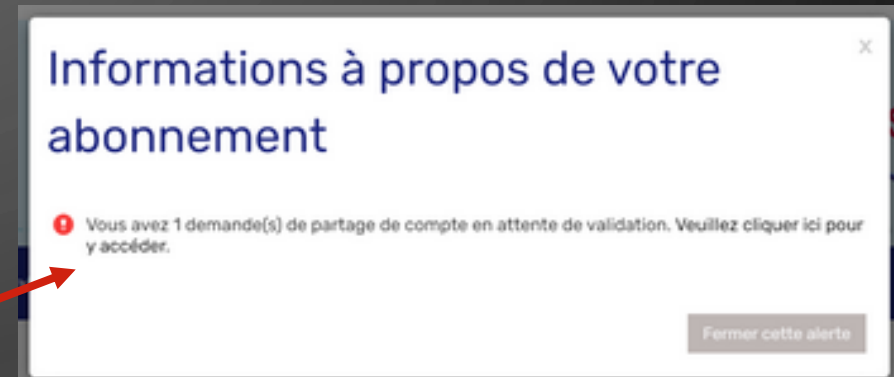 Informations à propos de votre
abonnement
x
Vous avez 1 demande(s) de partage de compte en attente de validation. Veuillez cliquer ici pour
y accéder.
Fermer cette alerte